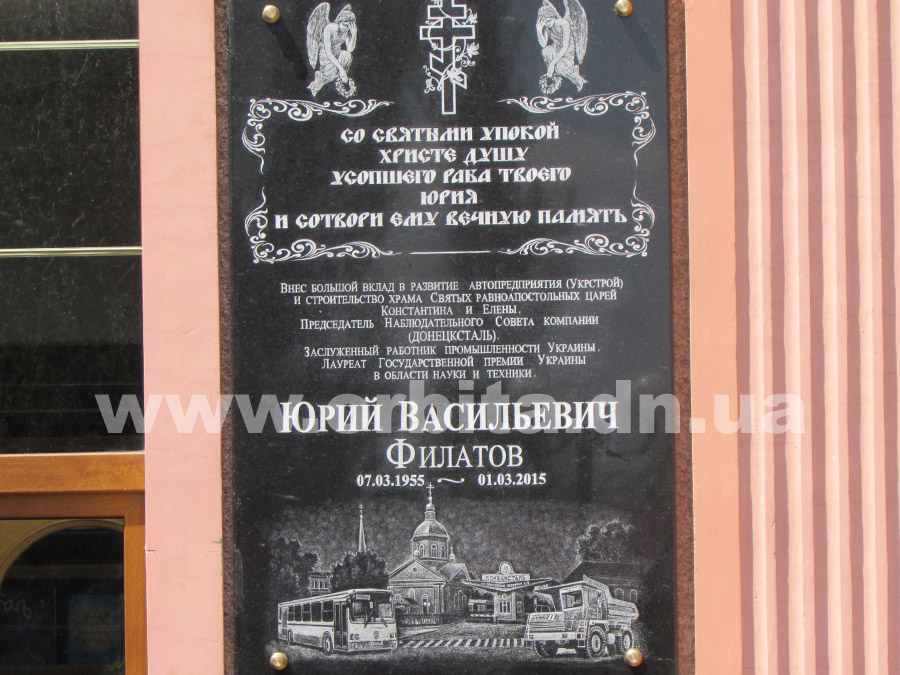 СО СВЯТЫМИ УПОКОЙ
ХРИСТЕ ДУШУ
УСОПШЕГО РАБА ТВОЕГО
ЮРИЯ
И СОТВОРИ ЕМУ ВЕЧНУЮ ПАМЯТЬ
Внес большой вклад в развитие автопредприятия (Укрстрой)
и строительство храма Святых равноапостольных царей
Константина и Елены.
Председатель Наблюдательного Совета компании
(ДОНЕЦКСТАЛЬ).
Заслуженный работник промышленности Украины.
Лауреат Государственной премии Украины
в области науки и техники.
www.orbita.dn.ua
Юрий Васильевич
Филатов
07.03.1955 ~ 01.03.2015
ДОНЕЦКСТАЛЬ